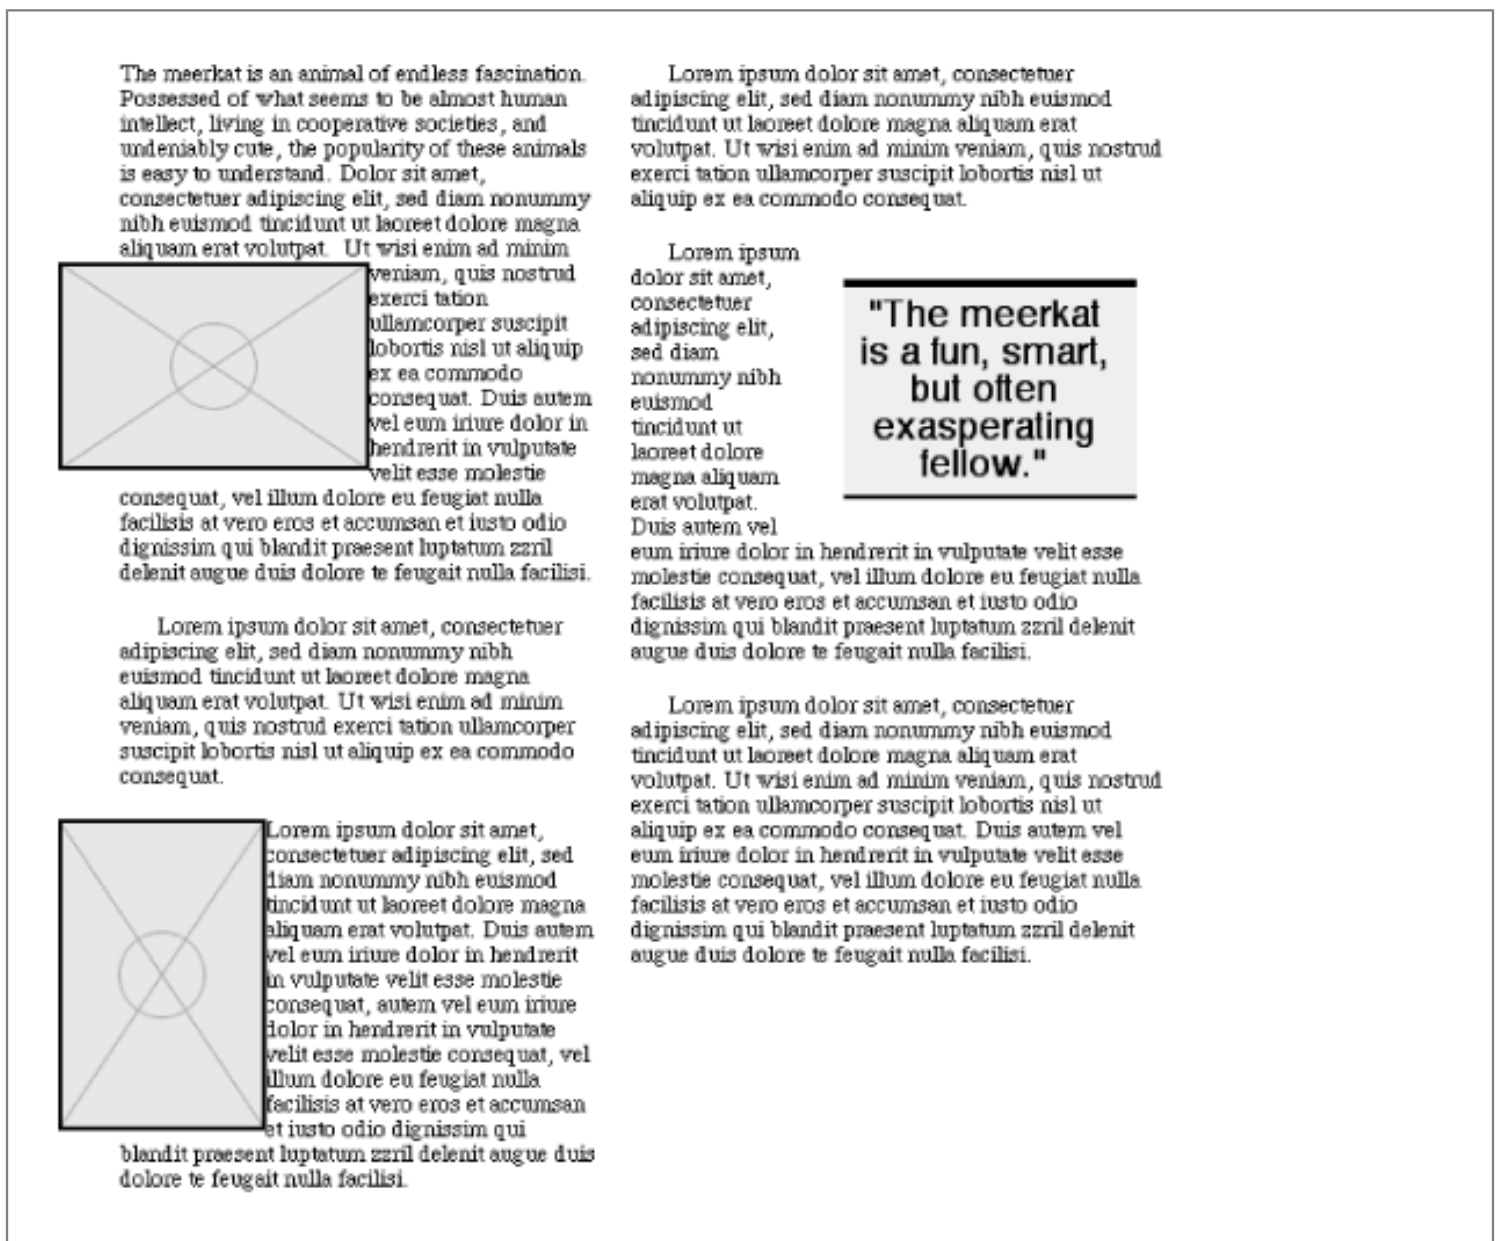 The meerkat is an animal of endless fascination.
Possessed of what seems to be almost human
intellect, living in cooperative societies, and
undeniably cute, the popularity of these animals
is easy to understand. Dolor sit amet,
consectetuer adipiscing elit, sed diam nonummy
nibh euismod tincidunt ut laoreet dolore magna
aliquam erat volutpat. Ut wisi enim ad minim
veniam, quis nostrud
exerci tation
ullamcorper suscipit
lobortis nisl ut aliquip
ex ea commodo
consequat. Duis autem
vel eum iriure dolor in
hendrerit in vulputate
velit esse molestie
consequat, vel illum dolore eu feugiat nulla
facilisis at vero eros et accumsan et iusto odio
dignissim qui blandit praesent luptatum zzril
delenit augue duis dolore te feugait nulla facilisi.
Lorem ipsum dolor sit amet, consectetuer
adipiscing elit, sed diam nonummy nibh
euismod tincidunt ut laoreet dolore magna
aliquam erat volutpat. Ut wisi enim ad minim
veniam, quis nostrud exerci tation ullamcorper
suscipit lobortis nisl ut aliquip ex ea commodo
consequat.
Lorem ipsum dolor sit amet,
consectetuer adipiscing elit, sed
diam nonummy nibh euismod
tincidunt ut laoreet dolore magna
aliquam erat volutpat. Duis autem
vel eum iriure dolor in hendrerit
in vulputate velit esse molestie
consequat, autem vel eum iriure
dolor in hendrerit in vulputate
velit esse molestie consequat, vel
illum dolore eu feugiat nulla
facilisis at vero eros et accumsan
et iusto odio dignissim qui
blandit praesent luptatum zzril delenit augue duis
dolore te feugait nulla facilisi.
Lorem ipsum dolor sit amet, consectetuer
adipiscing elit, sed diam nonummy nibh euismod
tincidunt ut laoreet dolore magna aliquam erat
volutpat. Ut wisi enim ad minim veniam, quis nostrud
exerci tation ullamcorper suscipit lobortis nisl ut
aliquip ex ea commodo consequat.
Lorem ipsum
dolor sit amet,
consectetuer
adipiscing elit,
sed diam
nonummy nibh
euismod
tincidunt ut
laoreet dolore
magna aliquam
erat volutpat.
Duis autem vel
eum iriure dolor in hendrerit in vulputate velit esse
molestie consequat, vel illum dolore eu feugiat nulla
facilisis at vero eros et accumsan et iusto odio
dignissim qui blandit praesent luptatum zzril delenit
augue duis dolore te feugait nulla facilisi.
"The meerkat
is a fun, smart,
but often
exasperating
fellow."
Lorem ipsum dolor sit amet, consectetuer
adipiscing elit, sed diam nonummy nibh euismod
tincidunt ut laoreet dolore magna aliquam erat
volutpat. Ut wisi enim ad minim veniam, quis nostrud
exerci tation ullamcorper suscipit lobortis nisl ut
aliquip ex ea commodo consequat. Duis autem vel
eum iriure dolor in hendrerit in vulputate velit esse
molestie consequat, vel illum dolore eu feugiat nulla
facilisis at vero eros et accumsan et iusto odio
dignissim qui blandit praesent luptatum zzril delenit
augue duis dolore te feugait nulla facilisi.